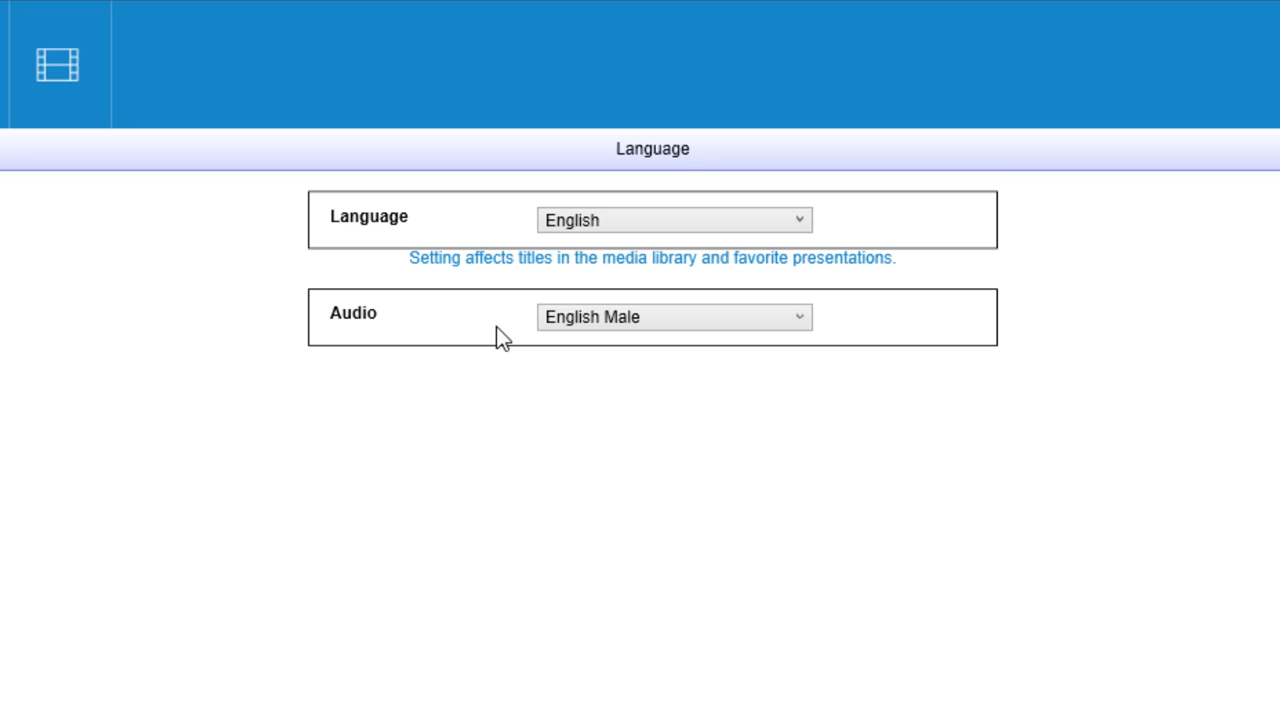 Language
Language
English
Setting affects titles in the media library and favorite presentations.
Audio
English Male